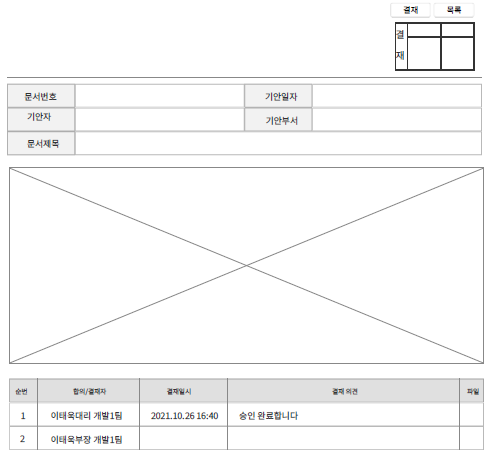 결재 목록
결
재
문서번호 기안일자
기안자 기안부서
문서제목
순번 합의/결재자 결재일시 결재 의견 파일
1 이태욱대리 개발1팀 2021.10.26 16:40 승인 완료합니다
2 이태욱부장 개발1팀